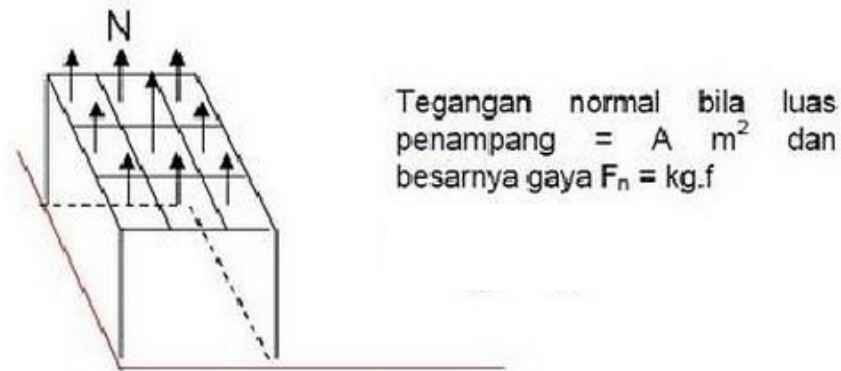 N
Tegangan normal bila luas
penampang = A m² dan
besarnya gaya Fₙ = kg.f